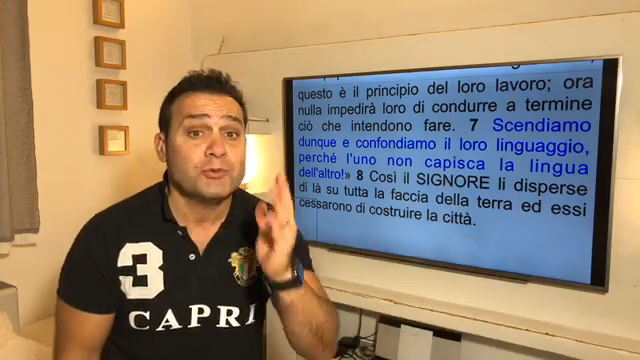 questo è il principio del loro lavoro; ora
nulla impedirà loro di condurre a termine
ciò che intendono fare. 7 Scendiamo
dunque e confondiamo il loro linguaggio,
perché l'uno non capisca la lingua
dell'altro!» 8 Così il SIGNORE li disperse
di là su tutta la faccia della terra ed essi
cessarono di costruire la città.
3
CAPRI